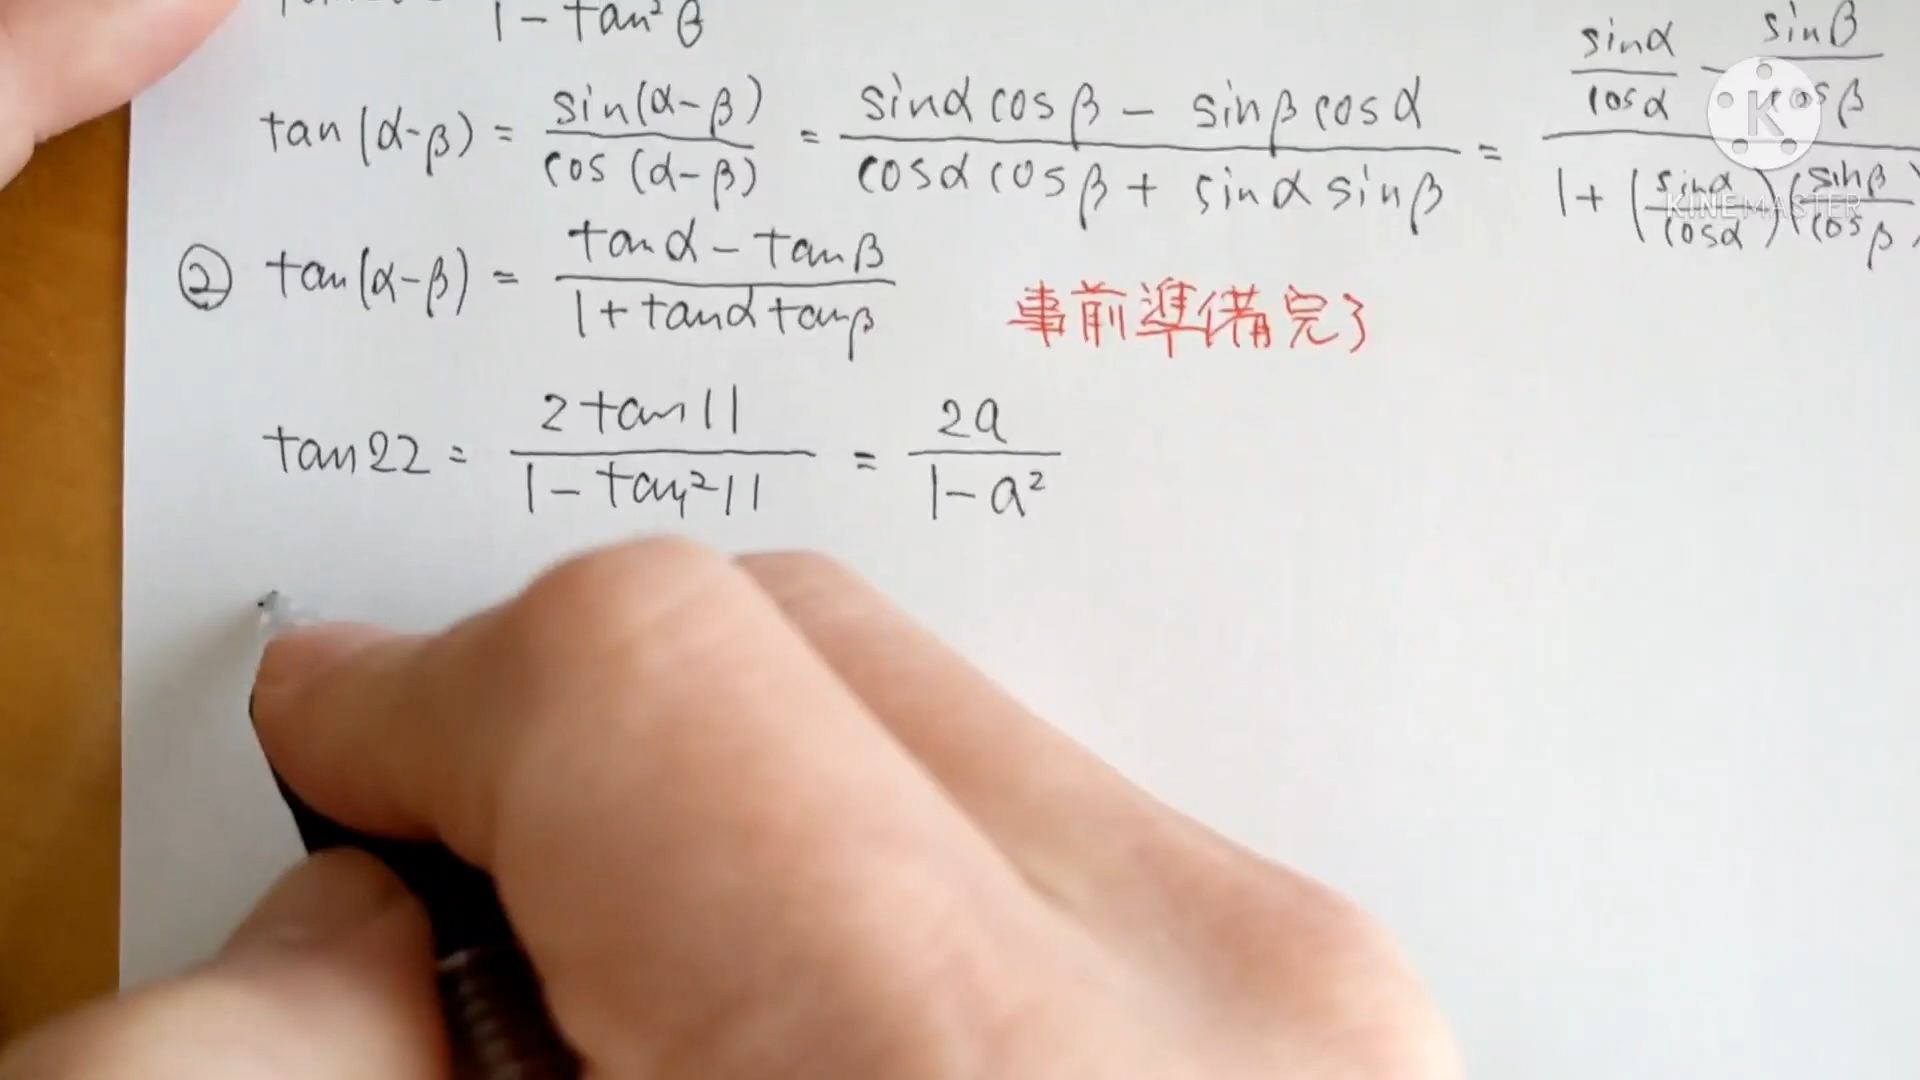 1 - tan² β
tan(α-β) = sin(α-β) / cos(α-β) = sinα cosβ - sinβ cosα / cosα cosβ + sinα sinβ = sinα/cosα - sinβ/cosβ / 1 + (sinα/cosα)(sinβ/cosβ)
KINEMASTER
② tan(α-β) = tanα - tanβ / 1 + tanα tanβ 事前準備完了
tan22 = 2tan11 / 1 - tan²11 = 2a / 1 - a²